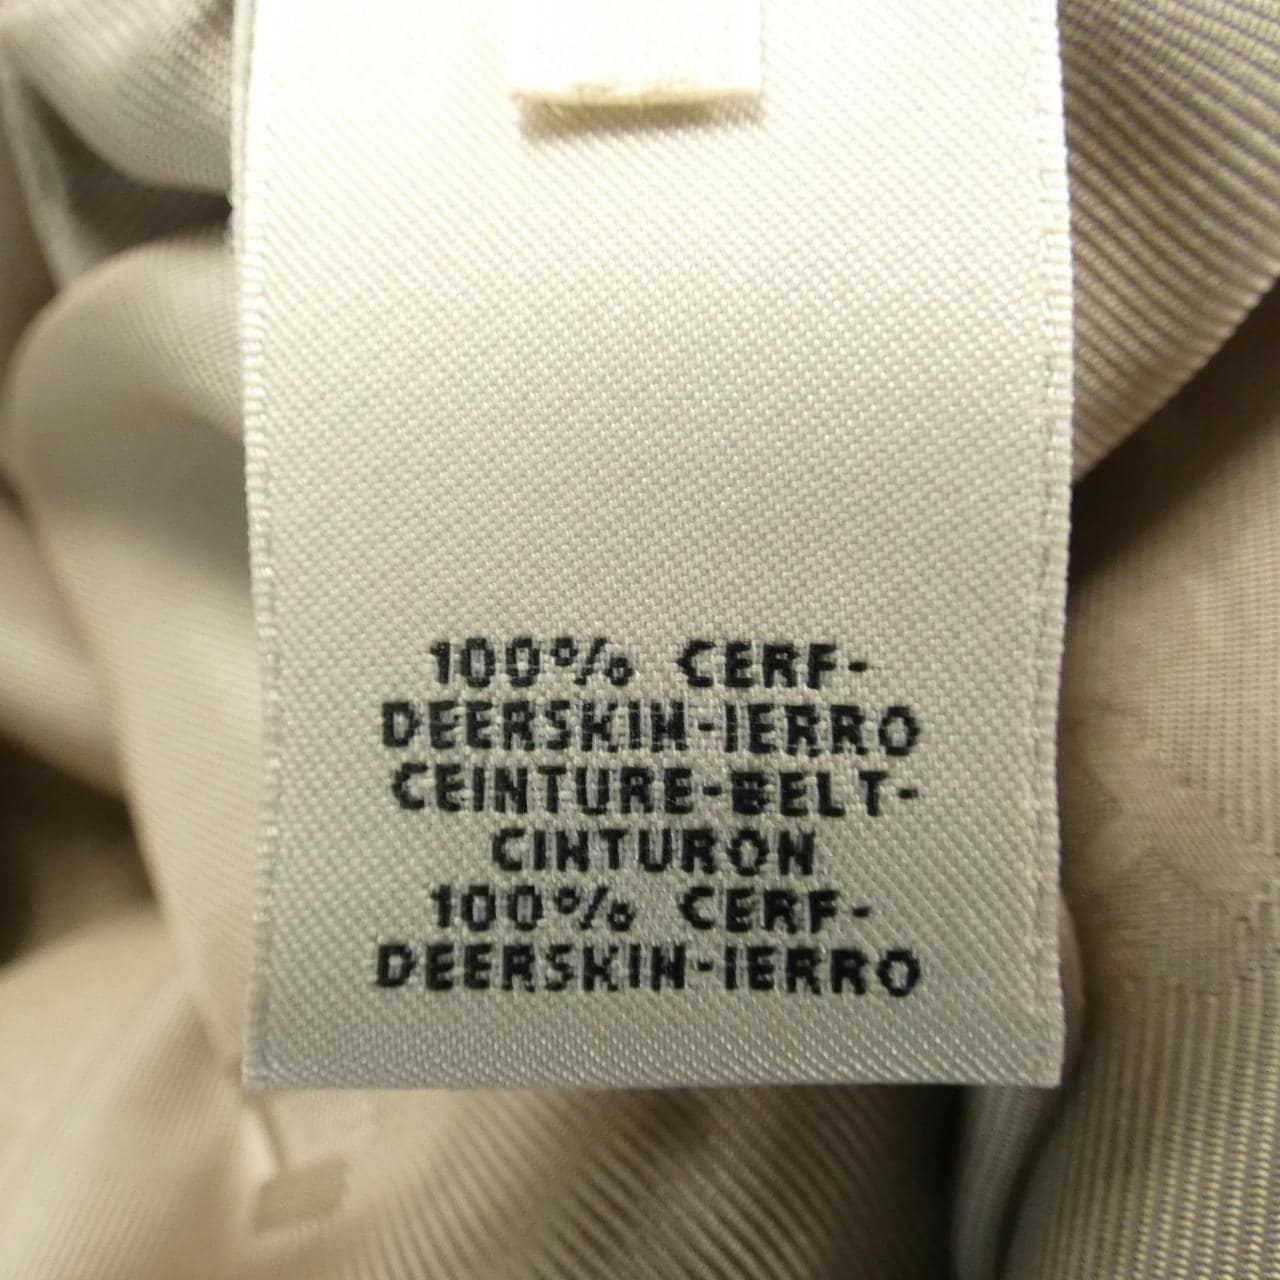 100% CERF-
DEERSKIN-IERRO
CEINTURE-BELT-
CINTURON
100% CERF-
DEERSKIN-IERRO